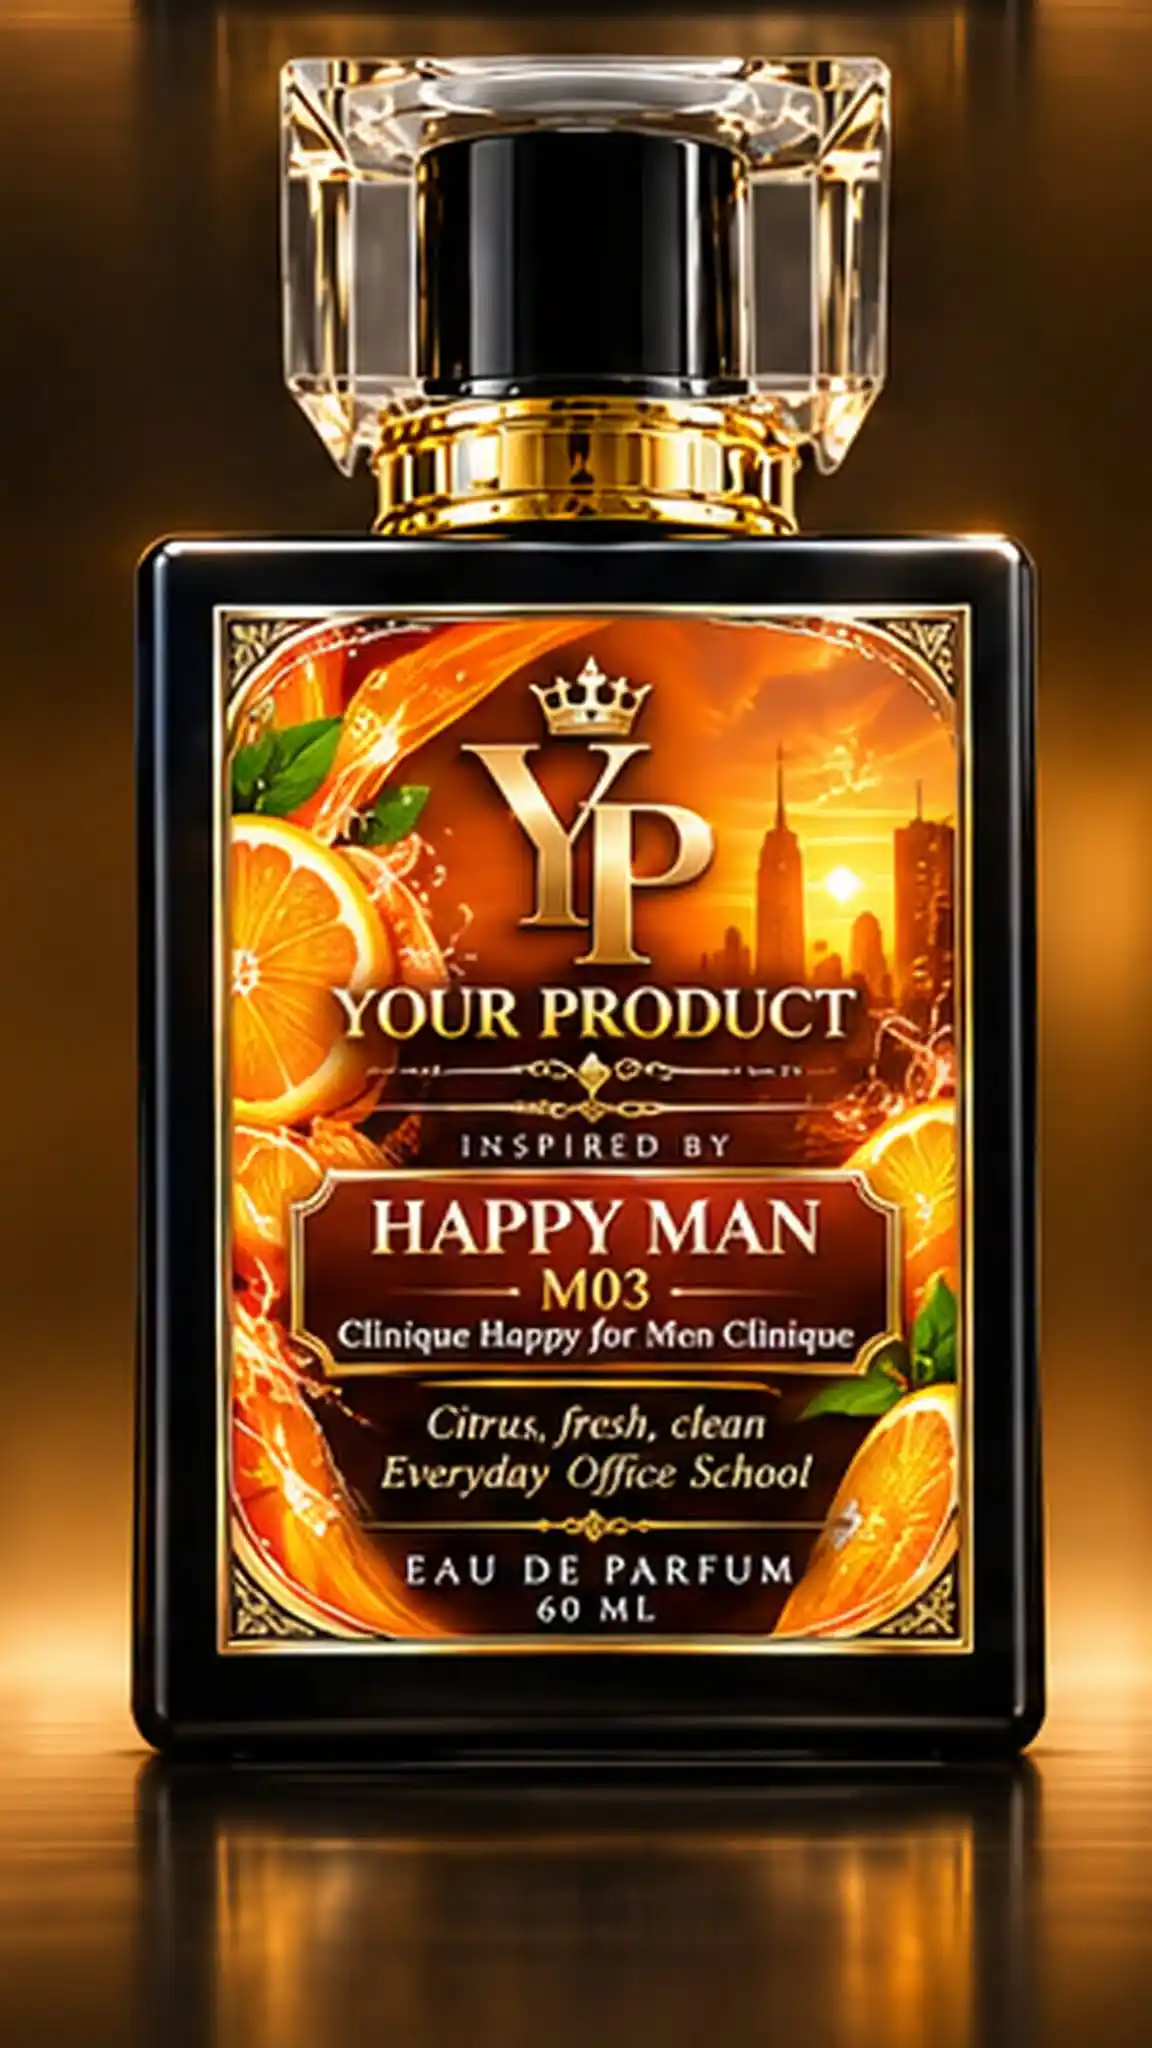 YP
YOUR PRODUCT
INSPIRED BY
HAPPY MAN
M03
Clinique Happy for Men Clinique
Citrus, fresh, clean
Everyday Office School
EAU DE PARFUM
60 ML